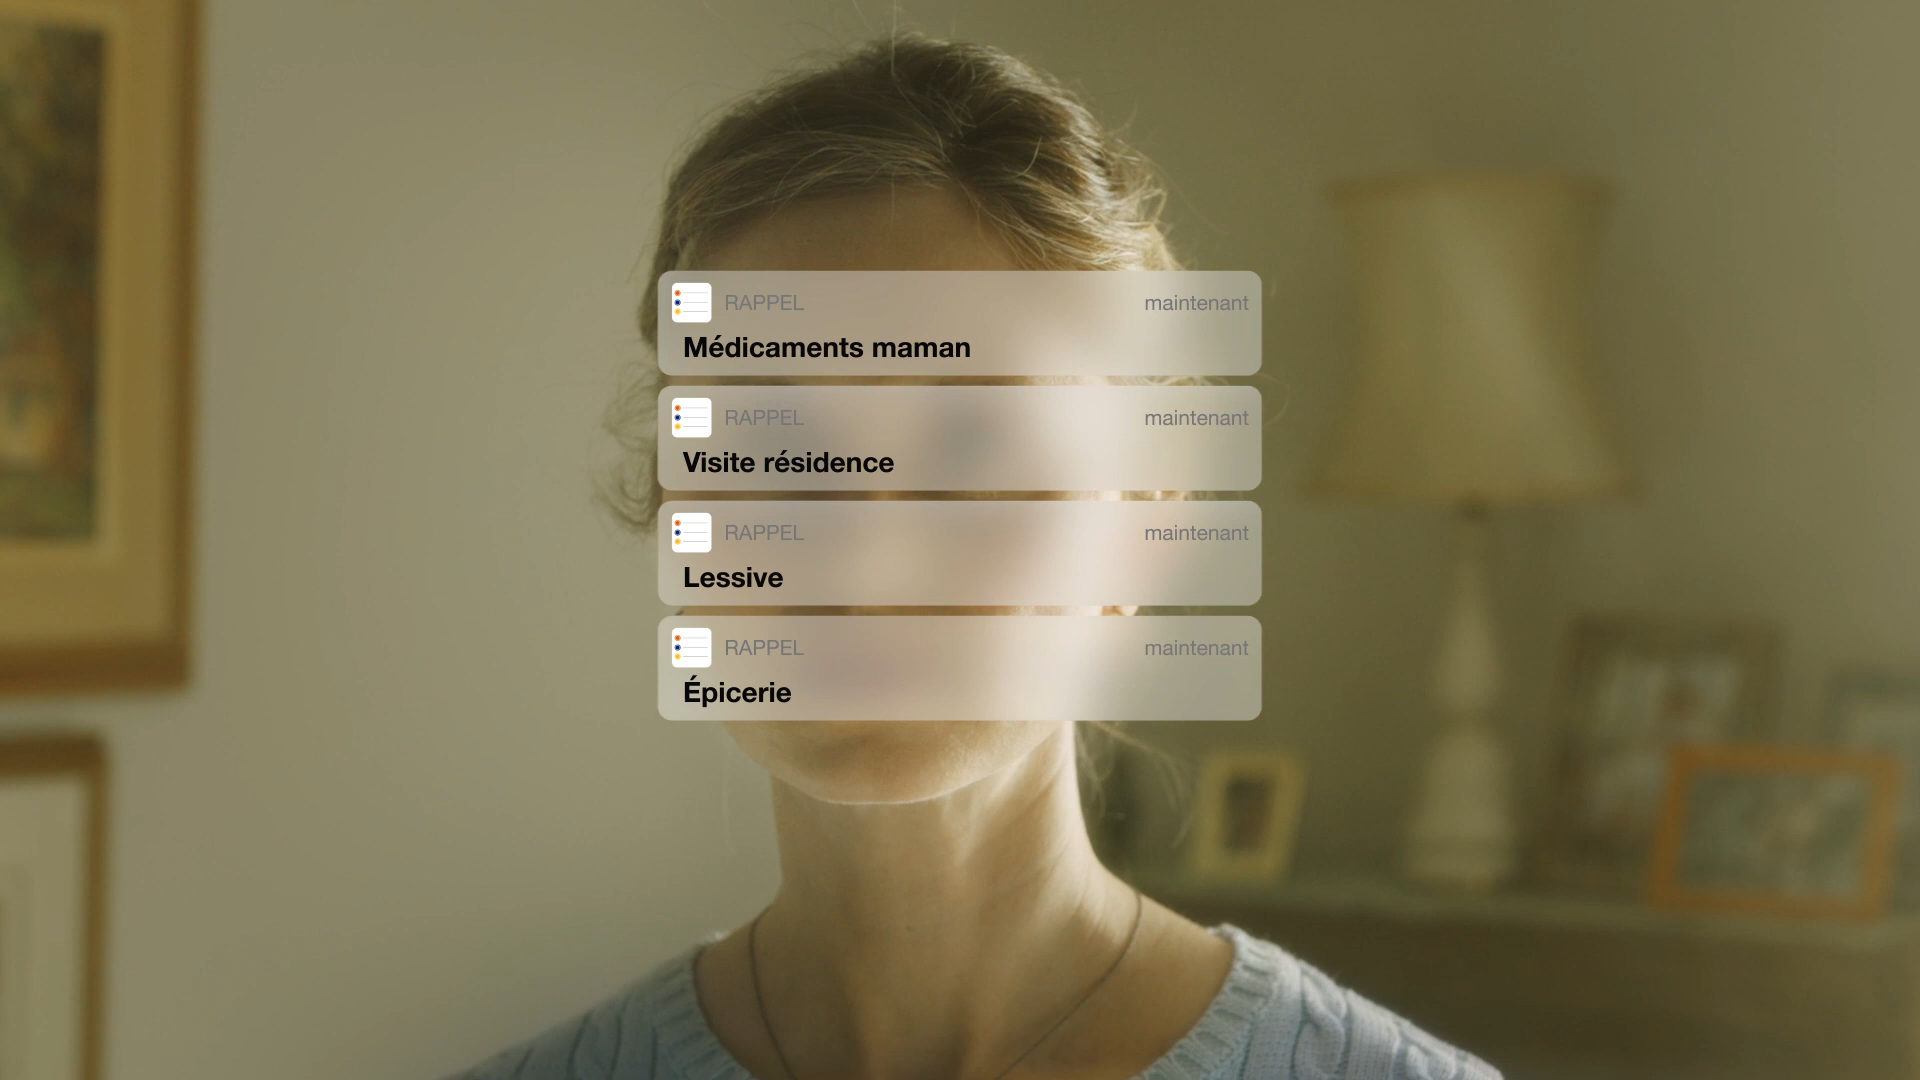 RAPPEL maintenant
Médicaments maman
RAPPEL maintenant
Visite résidence
RAPPEL maintenant
Lessive
RAPPEL maintenant
Épicerie